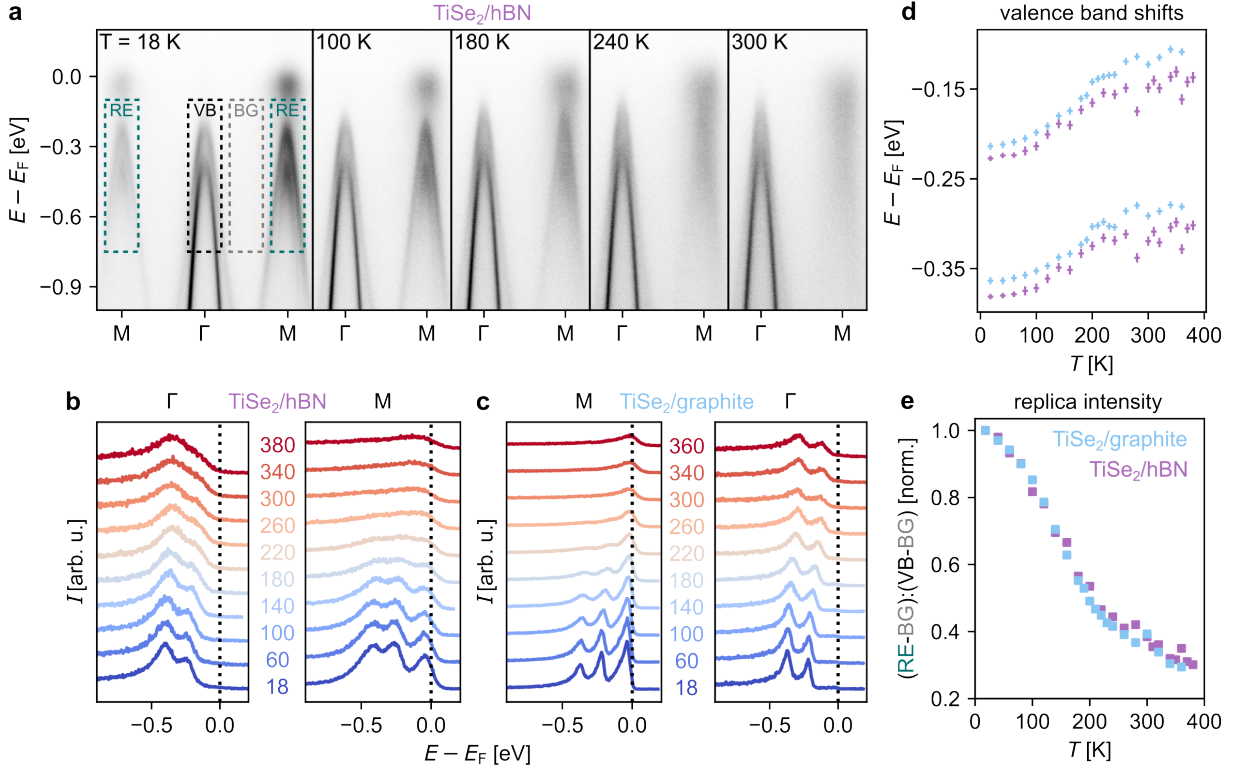 a
TiSe₂/hBN
T = 18 K
100 K
180 K
240 K
300 K
RE
VB
BG
RE
0.0
−0.3
−0.6
−0.9
E − E_F [eV]
M
Γ
M
Γ
M
Γ
M
Γ
M
Γ
M
d
valence band shifts
−0.15
−0.25
−0.35
E − E_F [eV]
0
100
200
300
400
T [K]
b
Γ
TiSe₂/hBN
M
I [arb. u.]
380
340
300
260
220
180
140
100
60
18
−0.5
0.0
−0.5
0.0
c
M
TiSe₂/graphite
Γ
I [arb. u.]
360
340
300
260
220
180
140
100
60
18
−0.5
0.0
−0.5
0.0
E − E_F [eV]
e
replica intensity
TiSe₂/graphite
TiSe₂/hBN
1.0
0.8
0.6
0.4
0.2
(RE-BG):(VB-BG) [norm.]
0
100
200
300
400
T [K]